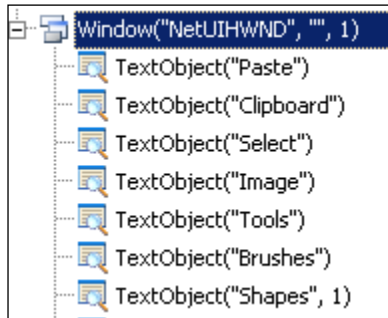 Window("NetUIHWND", "", 1)
TextObject("Paste")
TextObject("Clipboard")
TextObject("Select")
TextObject("Image")
TextObject("Tools")
TextObject("Brushes")
TextObject("Shapes", 1)